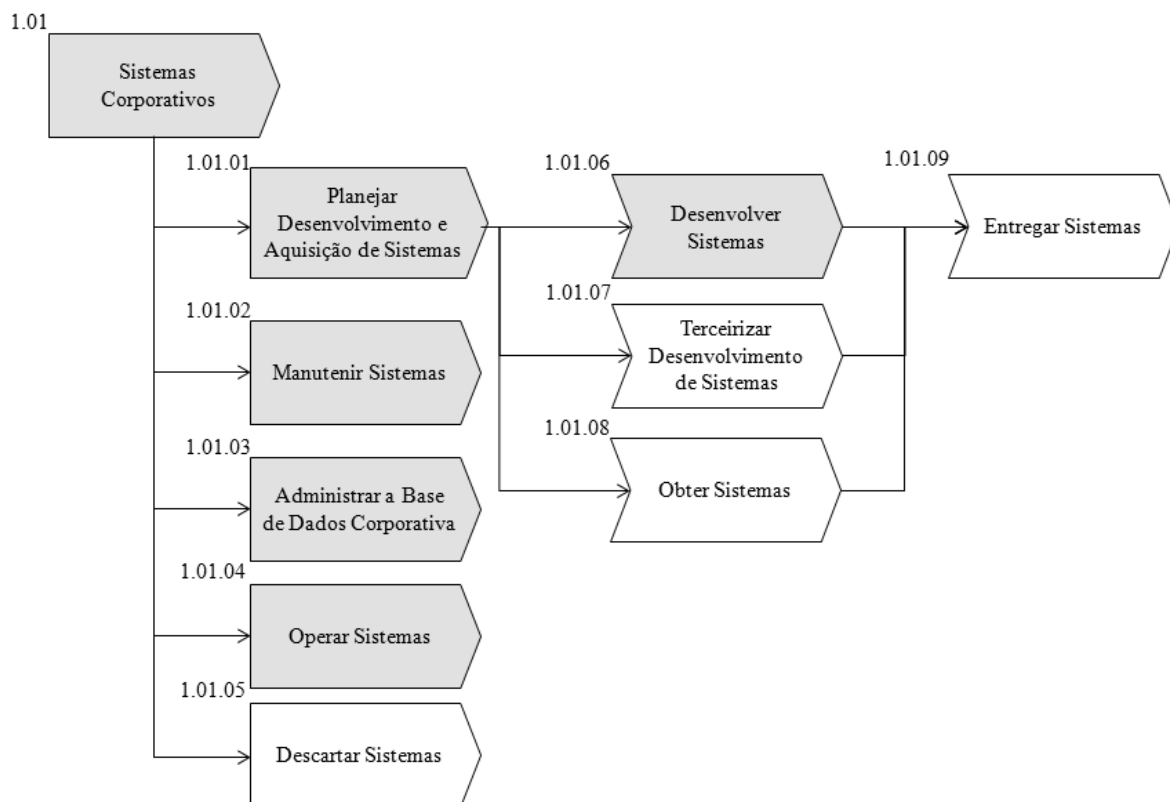 1.01
Sistemas
Corporativos
1.01.01
Planejar
Desenvolvimento e
Aquisição de Sistemas
1.01.06
Desenvolver
Sistemas
1.01.09
Entregar Sistemas
1.01.02
Manutenir Sistemas
1.01.07
Terceirizar
Desenvolvimento
de Sistemas
1.01.03
Administrar a Base
de Dados Corporativa
1.01.08
Obter Sistemas
1.01.04
Operar Sistemas
1.01.05
Descartar Sistemas